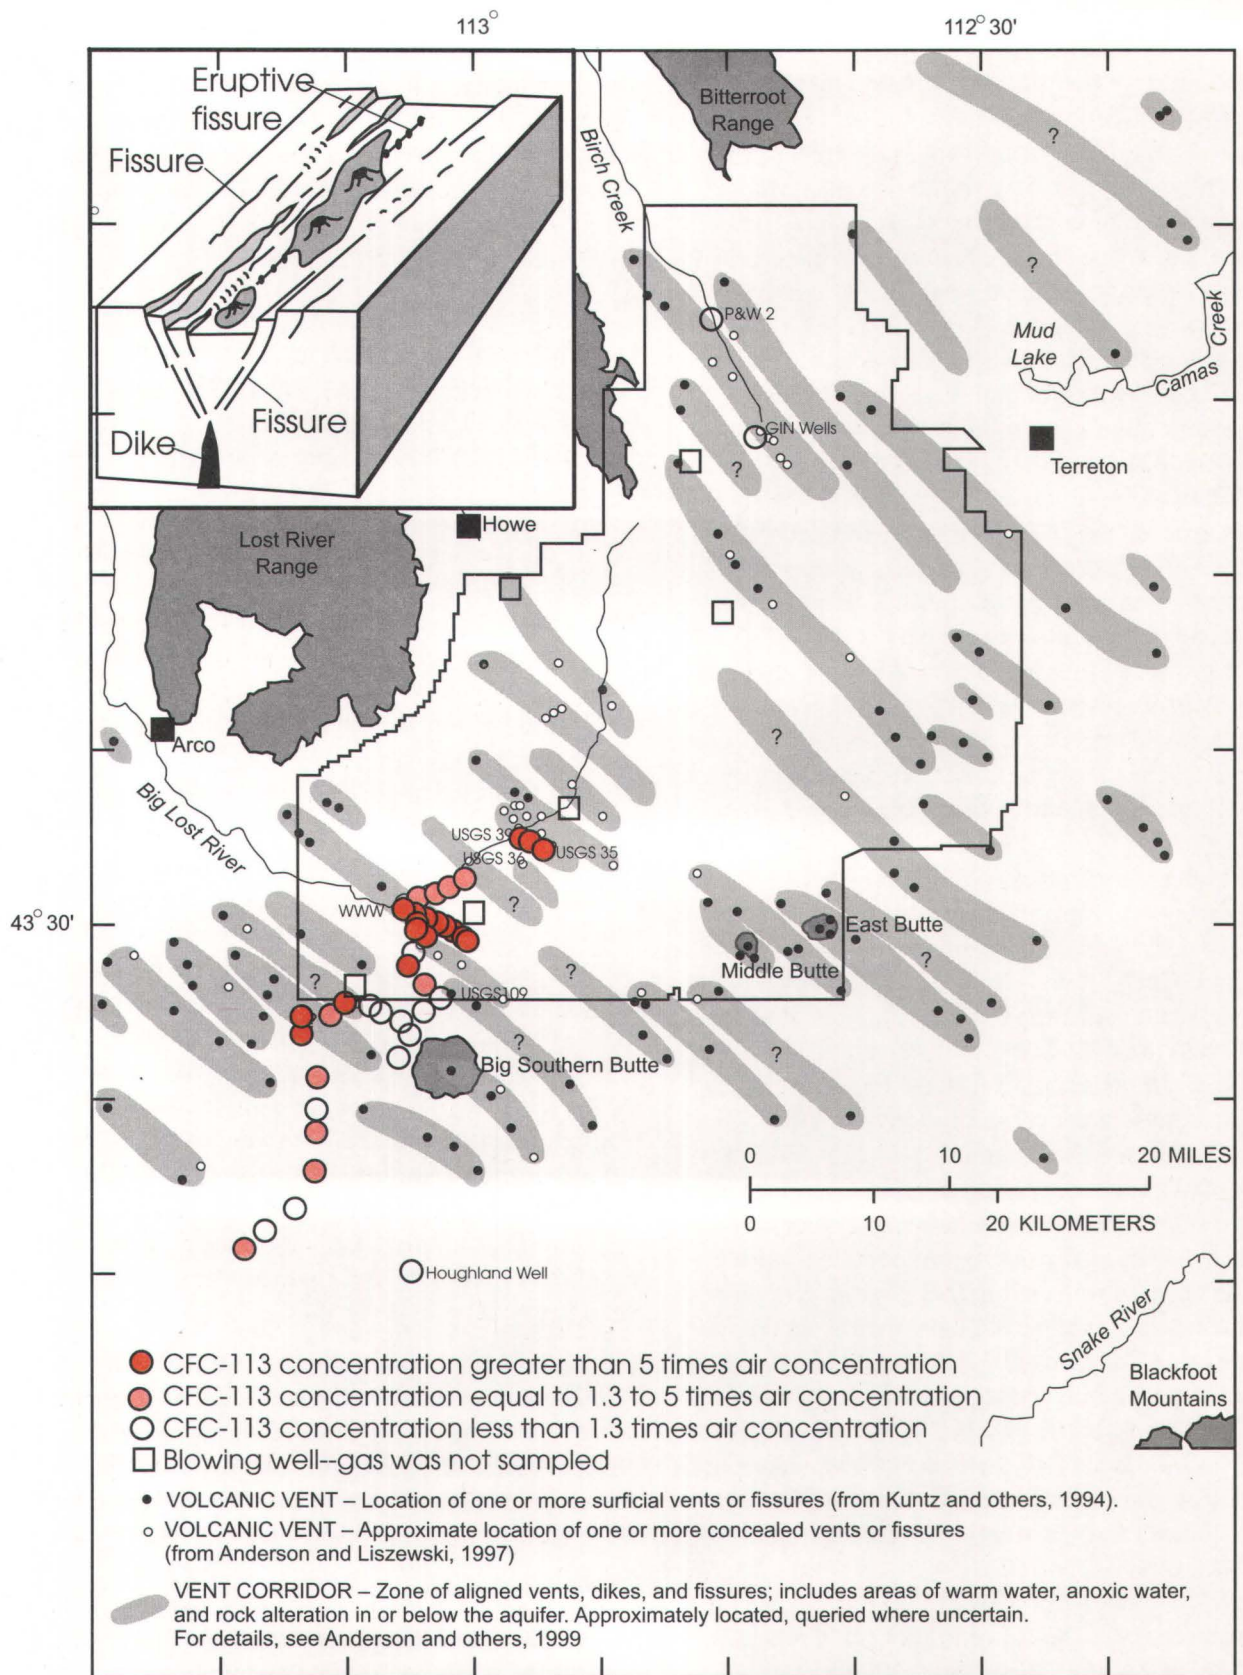 113°
112° 30'
Eruptive
fissure
Fissure
Fissure
Dike
Bitterroot
Range
Birch Creek
?
?
P&W 2
Mud
Lake
Camas
Creek
GIN Wells
?
Terreton
Howe
Lost River
Range
Arco
?
Big Lost River
USGS 39
USGS 36
USGS 35
WWW
?
43° 30'
East Butte
Middle Butte
?
?
?
USGS109
?
?
Big Southern Butte
0 10 20 MILES
0 10 20 KILOMETERS
Houghland Well
Snake River
Blackfoot
Mountains
CFC-113 concentration greater than 5 times air concentration
CFC-113 concentration equal to 1.3 to 5 times air concentration
CFC-113 concentration less than 1.3 times air concentration
Blowing well--gas was not sampled
VOLCANIC VENT – Location of one or more surficial vents or fissures (from Kuntz and others, 1994).
VOLCANIC VENT – Approximate location of one or more concealed vents or fissures
(from Anderson and Liszewski, 1997)
VENT CORRIDOR – Zone of aligned vents, dikes, and fissures; includes areas of warm water, anoxic water,
and rock alteration in or below the aquifer. Approximately located, queried where uncertain.
For details, see Anderson and others, 1999